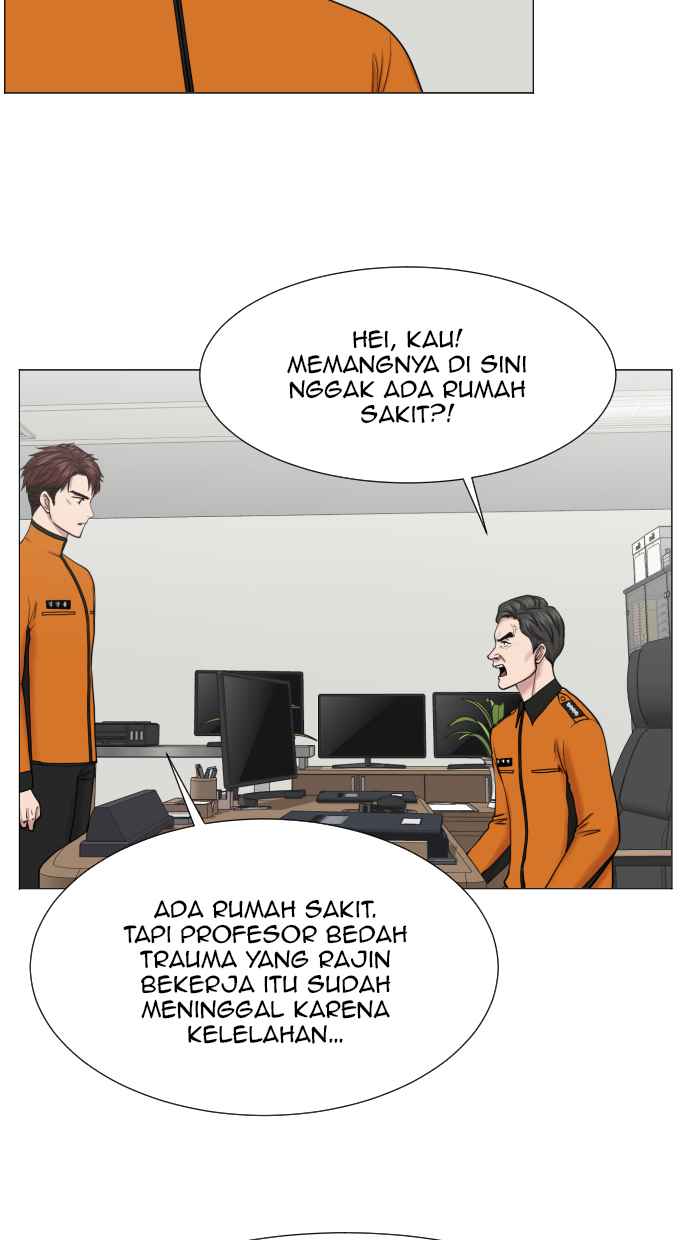 HEI, KAU!
MEMANGNYA DI SINI
NGGAK ADA RUMAH
SAKIT?!
ADA RUMAH SAKIT.
TAPI PROFESOR BEDAH
TRAUMA YANG RAJIN
BEKERJA ITU SUDAH
MENINGGAL KARENA
KELELAHAN...